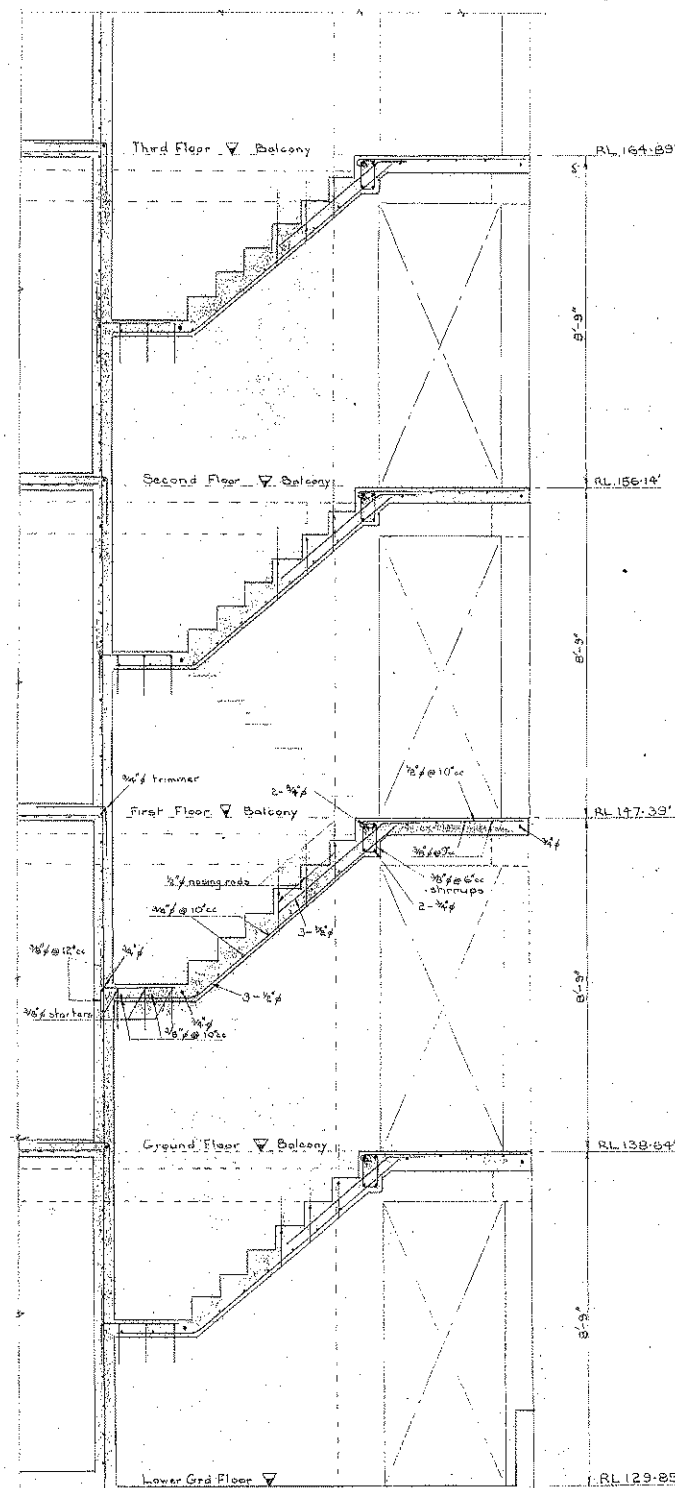 Third Floor ▽ Balcony
RL 164·89'
5"
8'-9"
Second Floor ▽ Balcony
RL 156·14'
8'-9"
3/4"φ trimmer
1/2"φ@10"cc
2-3/4"φ
First Floor ▽ Balcony
RL 147·39'
3/4"φ
1/2"φ nosing rods
3/8"φ@6"cc
stirrups
2-3/4"φ
3/8"φ@10"cc
3-1/2"φ
3/8"φ@12"cc
3/4"φ
8'-9"
3/8"φ starters
3/4"φ
3-1/2"φ
3/8"φ@10"cc
Ground Floor ▽ Balcony
RL 138·64'
8'-9"
Lower Grd Floor ▽
RL 129·85